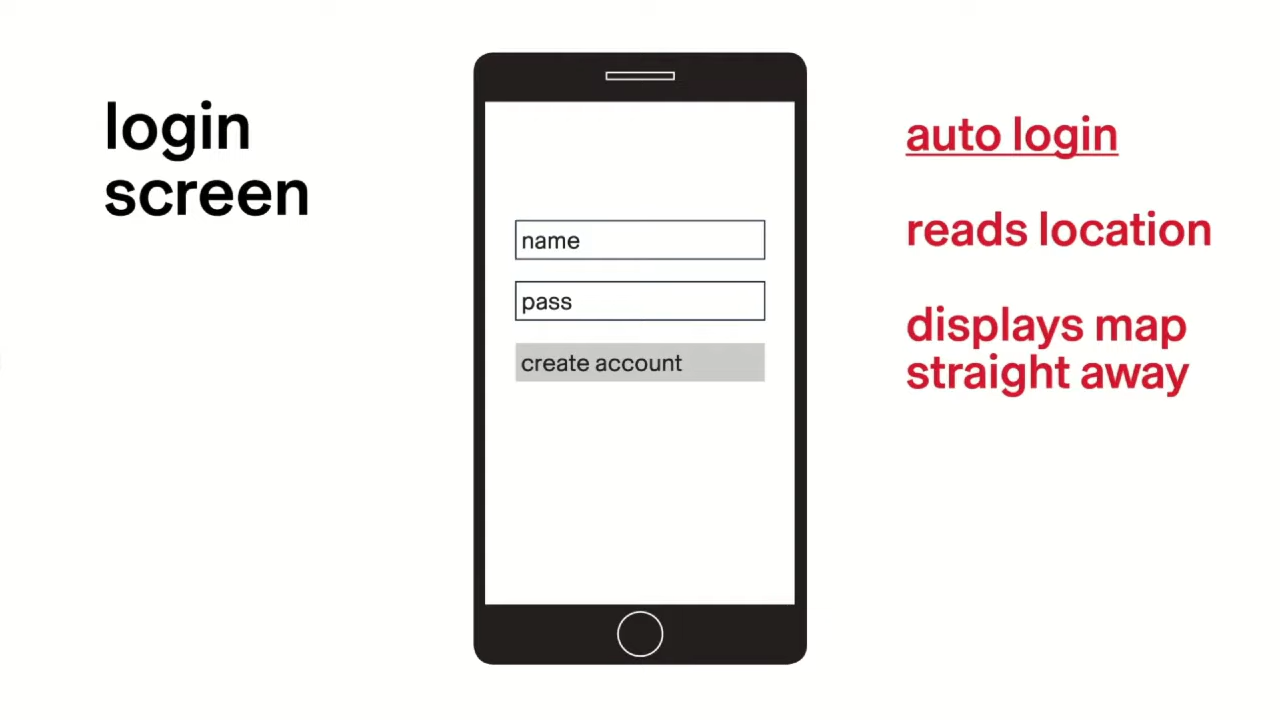 login
screen
name
pass
create account
auto login
reads location
displays map
straight away